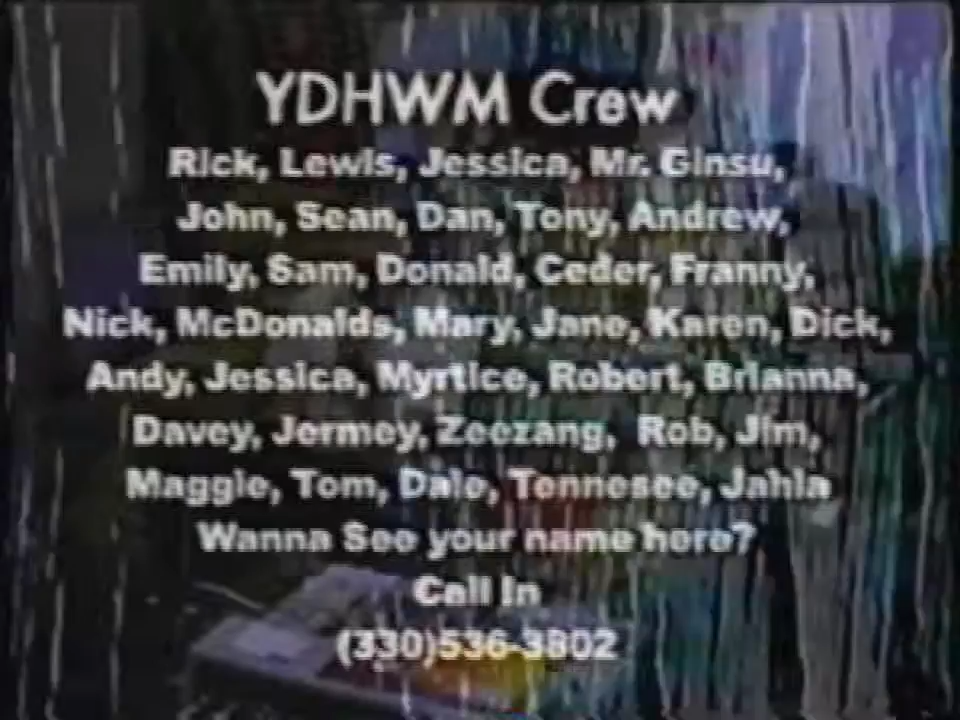 YDHWM Crew
Rick, Lewis, Jessica, Mr. Ginsu,
John, Sean, Dan, Tony, Andrew,
Emily, Sam, Donald, Ceder, Franny,
Nick, McDonalds, Mary, Jane, Karen, Dick,
Andy, Jessica, Myrtice, Robert, Brianna,
Davey, Jermey, Zeezang, Rob, Jim,
Maggie, Tom, Dale, Tennesee, Jahla
Wanna See your name here?
Call In
(330)536-3802